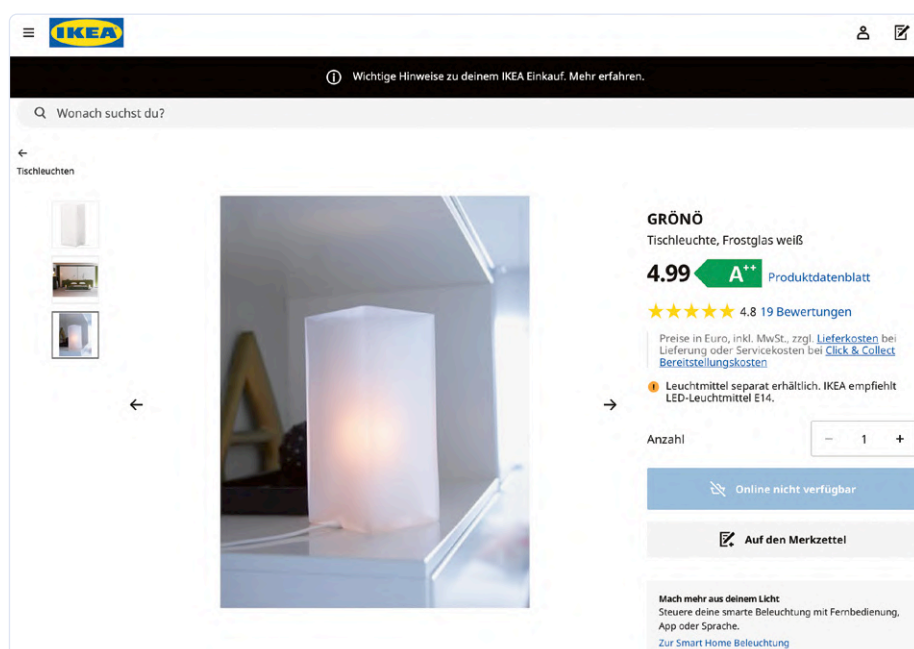 IKEA
Wichtige Hinweise zu deinem IKEA Einkauf. Mehr erfahren.
Wonach suchst du?
Tischleuchten
GRÖNÖ
Tischleuchte, Frostglas weiß
4.99 A++ Produktdatenblatt
4.8 19 Bewertungen
Preise in Euro, inkl. MwSt., zzgl. Lieferkosten bei
Lieferung oder Servicekosten bei Click & Collect
Bereitstellungskosten
Leuchtmittel separat erhältlich. IKEA empfiehlt
LED-Leuchtmittel E14.
Anzahl − 1 +
Online nicht verfügbar
Auf den Merkzettel
Mach mehr aus deinem Licht
Steuere deine smarte Beleuchtung mit Fernbedienung,
App oder Sprache.
Zur Smart Home Beleuchtung